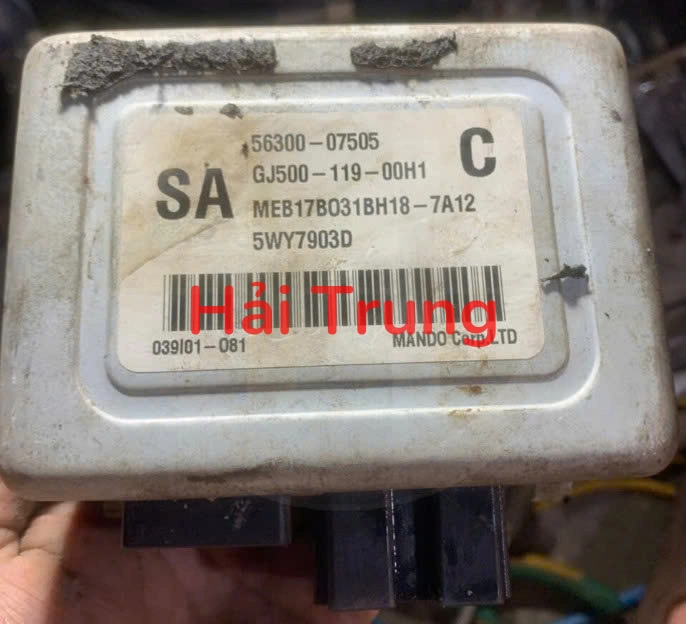 56300-07505
C
SA
GJ500-119-00H1
MEB17B031BH18-7A12
5WY7903D
Hải Trung
039I01-081
MANDO Corp.LTD